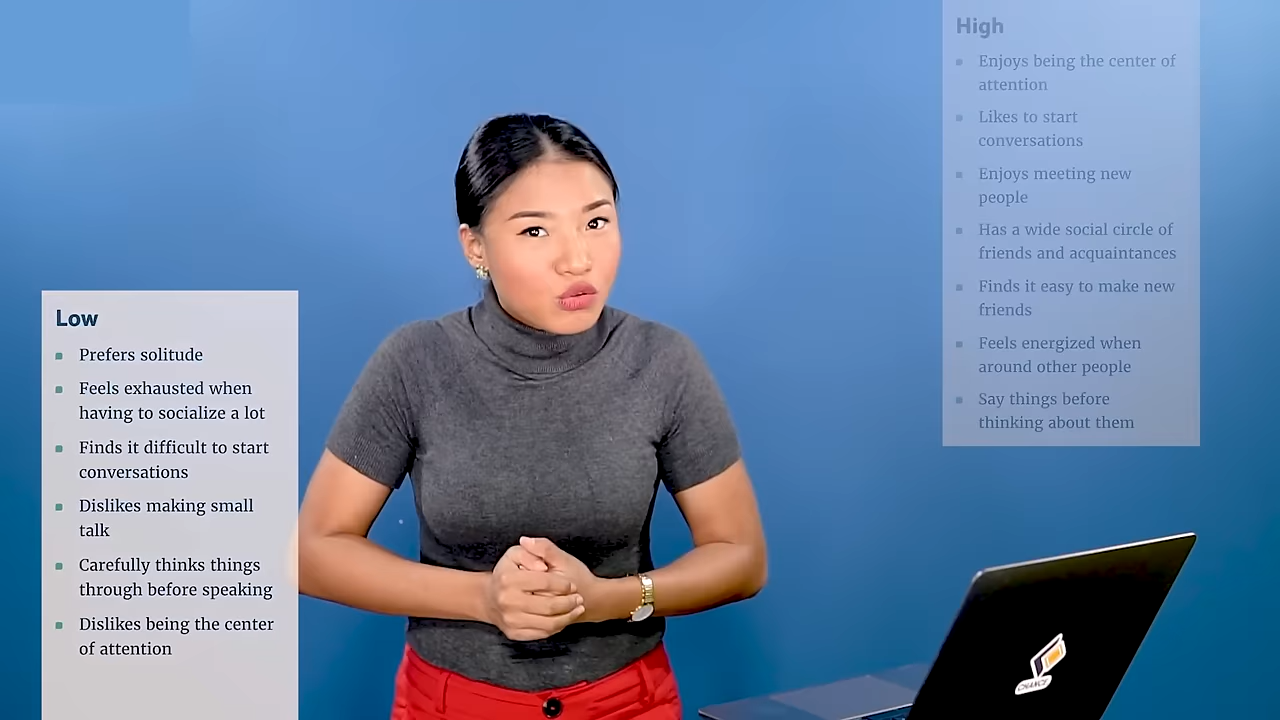 Low
Prefers solitude
Feels exhausted when
having to socialize a lot
Finds it difficult to start
conversations
Dislikes making small
talk
Carefully thinks things
through before speaking
Dislikes being the center
of attention
High
Enjoys being the center of
attention
Likes to start
conversations
Enjoys meeting new
people
Has a wide social circle of
friends and acquaintances
Finds it easy to make new
friends
Feels energized when
around other people
Say things before
thinking about them
CHANCE